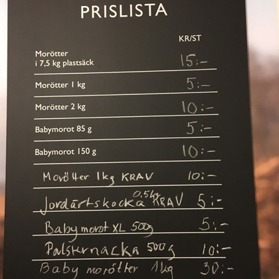 PRISLISTA
KR/ST
Morötter
i 7,5 kg plastsäck 15:-
Morötter 1 kg 5:-
Morötter 2 kg 10:-
Babymorot 85 g 5:-
Babymorot 150 g 10:-
Morötter 1kg KRAV 10:-
Jordärtskocka 0,5kg KRAV 5:-
Babymorot XL 500g 5:-
Palsternacka 500g 10:-
Baby morötter 1kg 30:-